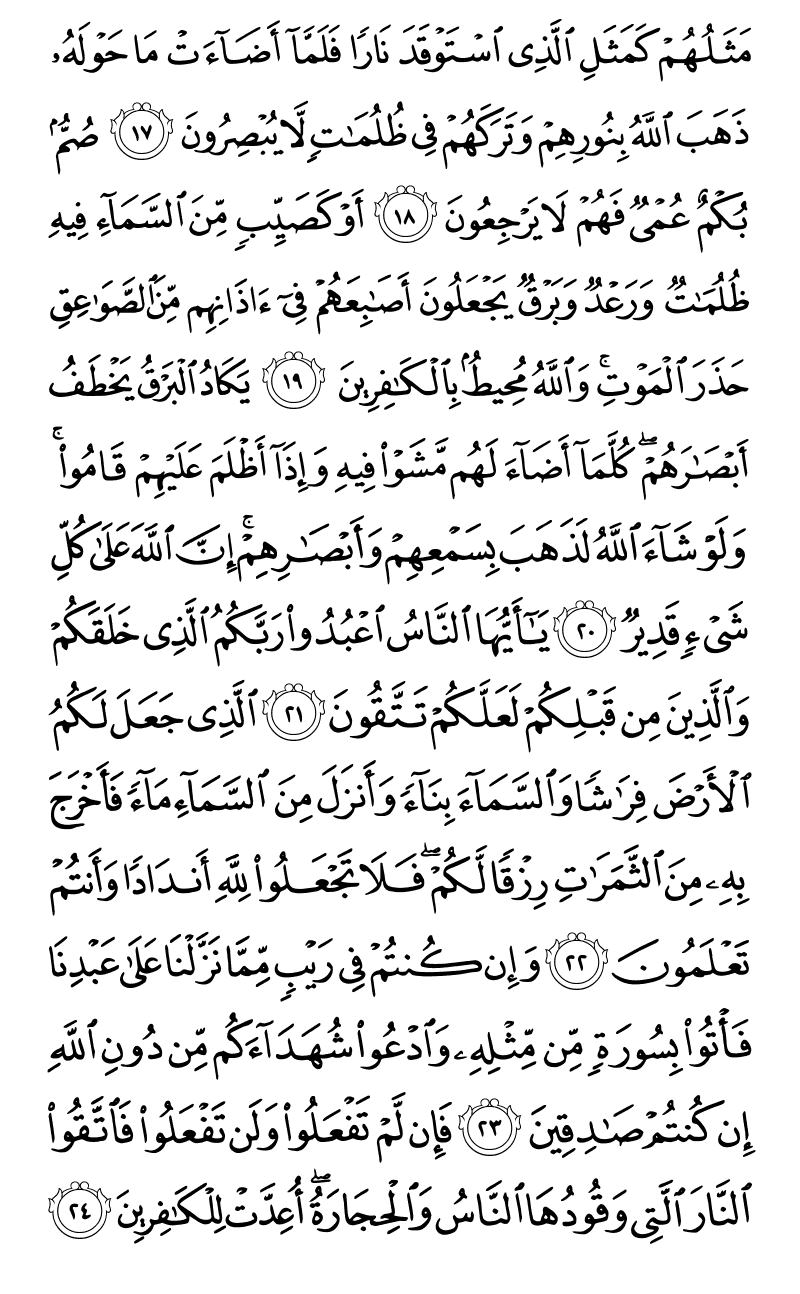 مَثَلُهُمْ كَمَثَلِ ٱلَّذِى ٱسْتَوْقَدَ نَارًا فَلَمَّآ أَضَآءَتْ مَا حَوْلَهُۥ
ذَهَبَ ٱللَّهُ بِنُورِهِمْ وَتَرَكَهُمْ فِى ظُلُمَـٰتٍ لَّا يُبْصِرُونَ ١٧ صُمٌّۢ
بُكْمٌ عُمْىٌ فَهُمْ لَا يَرْجِعُونَ ١٨ أَوْ كَصَيِّبٍ مِّنَ ٱلسَّمَآءِ فِيهِ
ظُلُمَـٰتٌ وَرَعْدٌ وَبَرْقٌ يَجْعَلُونَ أَصَـٰبِعَهُمْ فِىٓ ءَاذَانِهِم مِّنَ ٱلصَّوَٰعِقِ
حَذَرَ ٱلْمَوْتِ ۚ وَٱللَّهُ مُحِيطٌۢ بِٱلْكَـٰفِرِينَ ١٩ يَكَادُ ٱلْبَرْقُ يَخْطَفُ
أَبْصَـٰرَهُمْ ۖ كُلَّمَآ أَضَآءَ لَهُم مَّشَوْا۟ فِيهِ وَإِذَآ أَظْلَمَ عَلَيْهِمْ قَامُوا۟ ۚ
وَلَوْ شَآءَ ٱللَّهُ لَذَهَبَ بِسَمْعِهِمْ وَأَبْصَـٰرِهِمْ ۚ إِنَّ ٱللَّهَ عَلَىٰ كُلِّ
شَىْءٍ قَدِيرٌ ٢٠ يَـٰٓأَيُّهَا ٱلنَّاسُ ٱعْبُدُوا۟ رَبَّكُمُ ٱلَّذِى خَلَقَكُمْ
وَٱلَّذِينَ مِن قَبْلِكُمْ لَعَلَّكُمْ تَتَّقُونَ ٢١ ٱلَّذِى جَعَلَ لَكُمُ
ٱلْأَرْضَ فِرَٰشًا وَٱلسَّمَآءَ بِنَآءً وَأَنزَلَ مِنَ ٱلسَّمَآءِ مَآءً فَأَخْرَجَ
بِهِۦ مِنَ ٱلثَّمَرَٰتِ رِزْقًا لَّكُمْ ۖ فَلَا تَجْعَلُوا۟ لِلَّهِ أَندَادًا وَأَنتُمْ
تَعْلَمُونَ ٢٢ وَإِن كُنتُمْ فِى رَيْبٍ مِّمَّا نَزَّلْنَا عَلَىٰ عَبْدِنَا
فَأْتُوا۟ بِسُورَةٍ مِّن مِّثْلِهِۦ وَٱدْعُوا۟ شُهَدَآءَكُم مِّن دُونِ ٱللَّهِ
إِن كُنتُمْ صَـٰدِقِينَ ٢٣ فَإِن لَّمْ تَفْعَلُوا۟ وَلَن تَفْعَلُوا۟ فَٱتَّقُوا۟
ٱلنَّارَ ٱلَّتِى وَقُودُهَا ٱلنَّاسُ وَٱلْحِجَارَةُ ۖ أُعِدَّتْ لِلْكَـٰفِرِينَ ٢٤